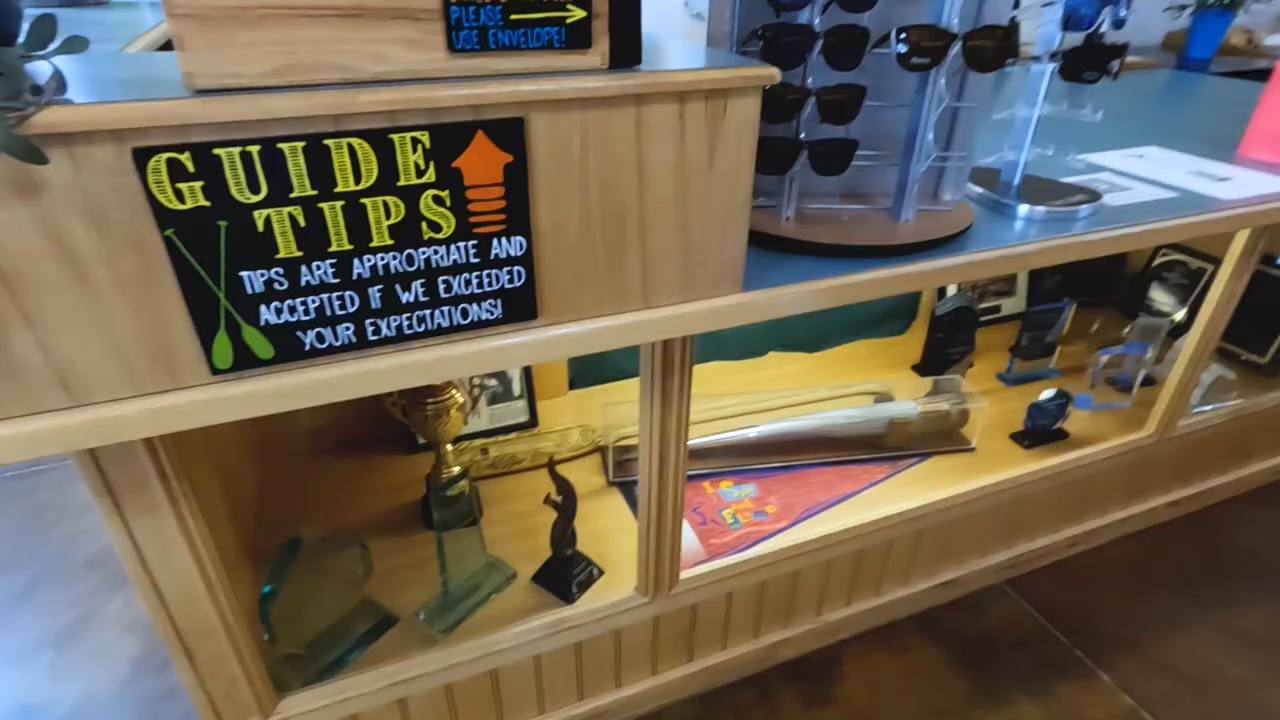 PLEASE
USE ENVELOPE!
GUIDE
TIPS
TIPS ARE APPROPRIATE AND
ACCEPTED IF WE EXCEEDED
YOUR EXPECTATIONS!